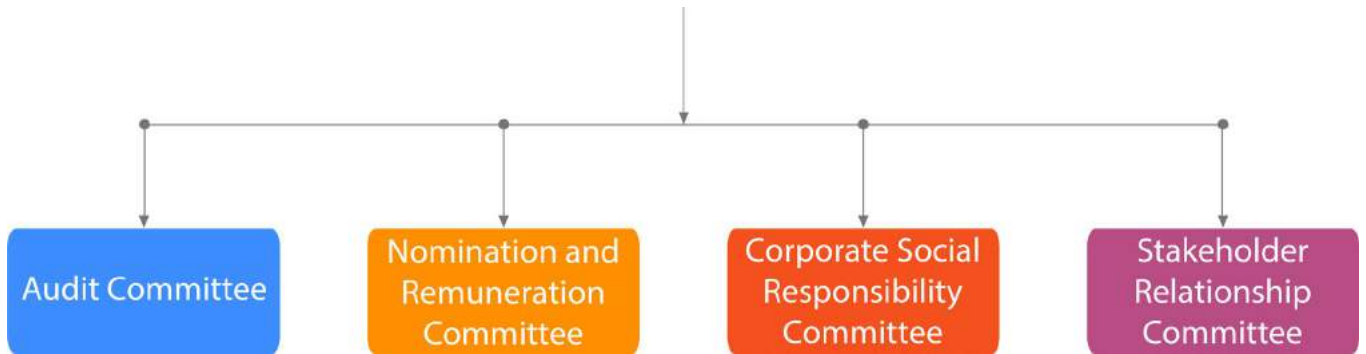 Audit Committee
Nomination and
Remuneration
Committee
Corporate Social
Responsibility
Committee
Stakeholder
Relationship
Committee